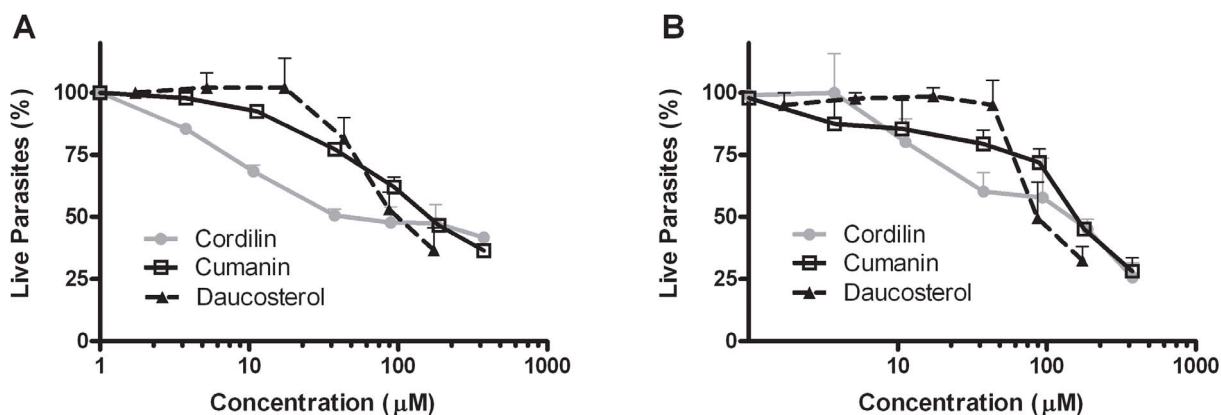 A
Live Parasites (%)
100
75
50
25
0
Cordilin
Cumanin
Daucosterol
1
10
100
1000
Concentration (μM)
B
Live Parasites (%)
100
75
50
25
0
Cordilin
Cumanin
Daucosterol
10
100
1000
Concentration (μM)